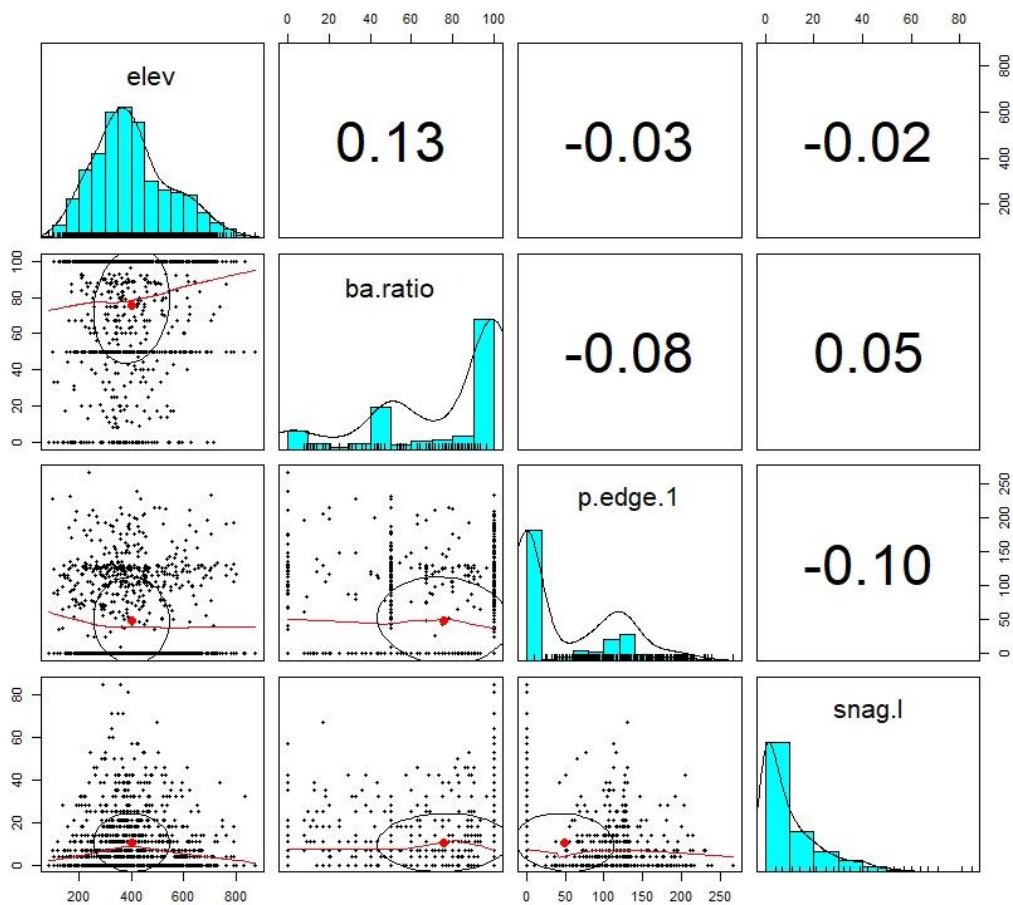 0 20 40 60 80 100 0 20 40 60 80
elev 0.13 -0.03 -0.02
200 400 600 800
0 20 40 60 80 100
ba.ratio -0.08 0.05
p.edge.1 -0.10
0 50 100 150 200 250
0 20 40 60 80
snag.l
200 400 600 800 0 50 100 150 200 250